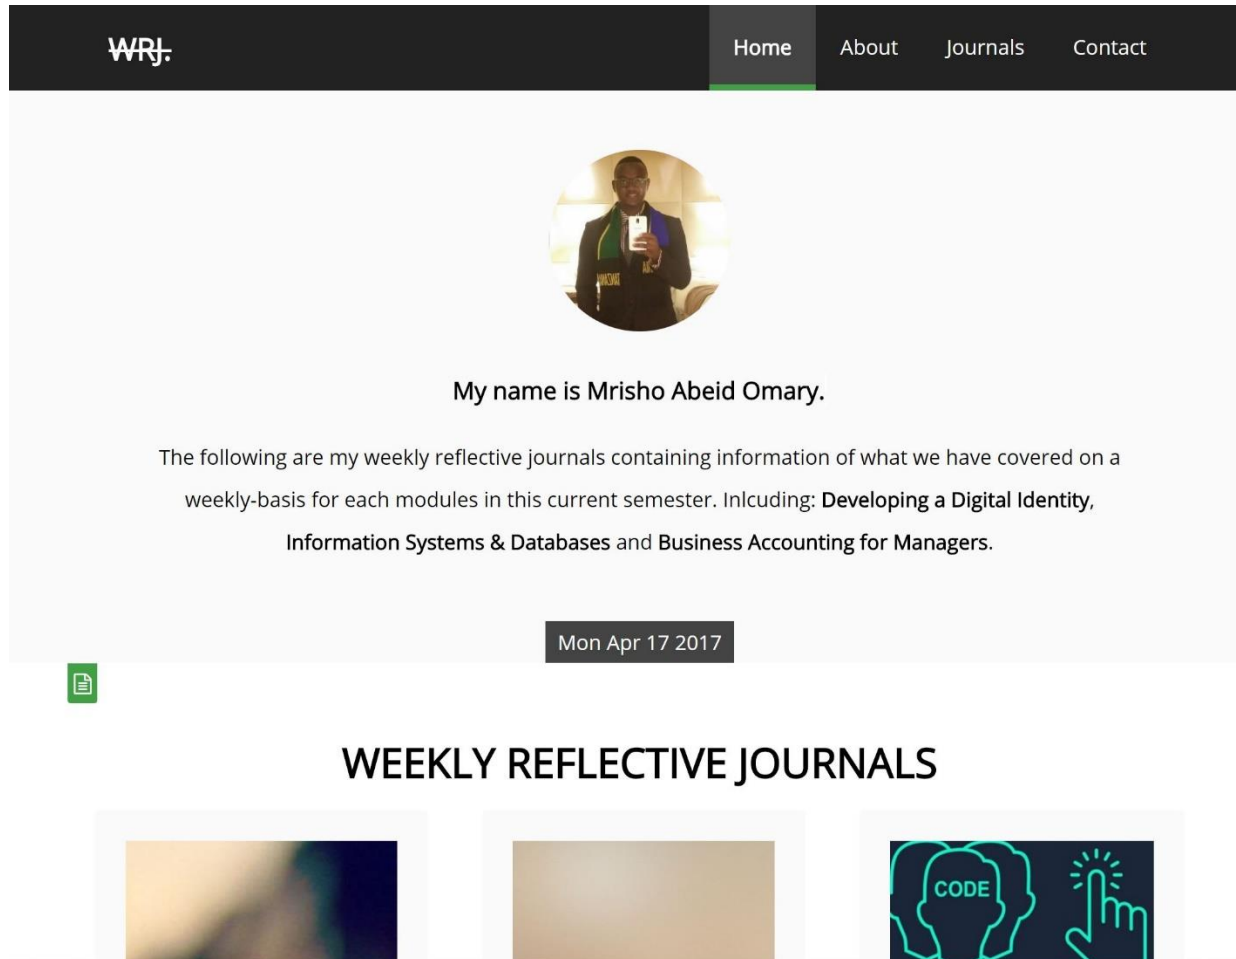 WRJ.
Home About Journals Contact
My name is Mrisho Abeid Omary.
The following are my weekly reflective journals containing information of what we have covered on a
weekly-basis for each modules in this current semester. Inlcuding: Developing a Digital Identity,
Information Systems & Databases and Business Accounting for Managers.
Mon Apr 17 2017
WEEKLY REFLECTIVE JOURNALS
CODE